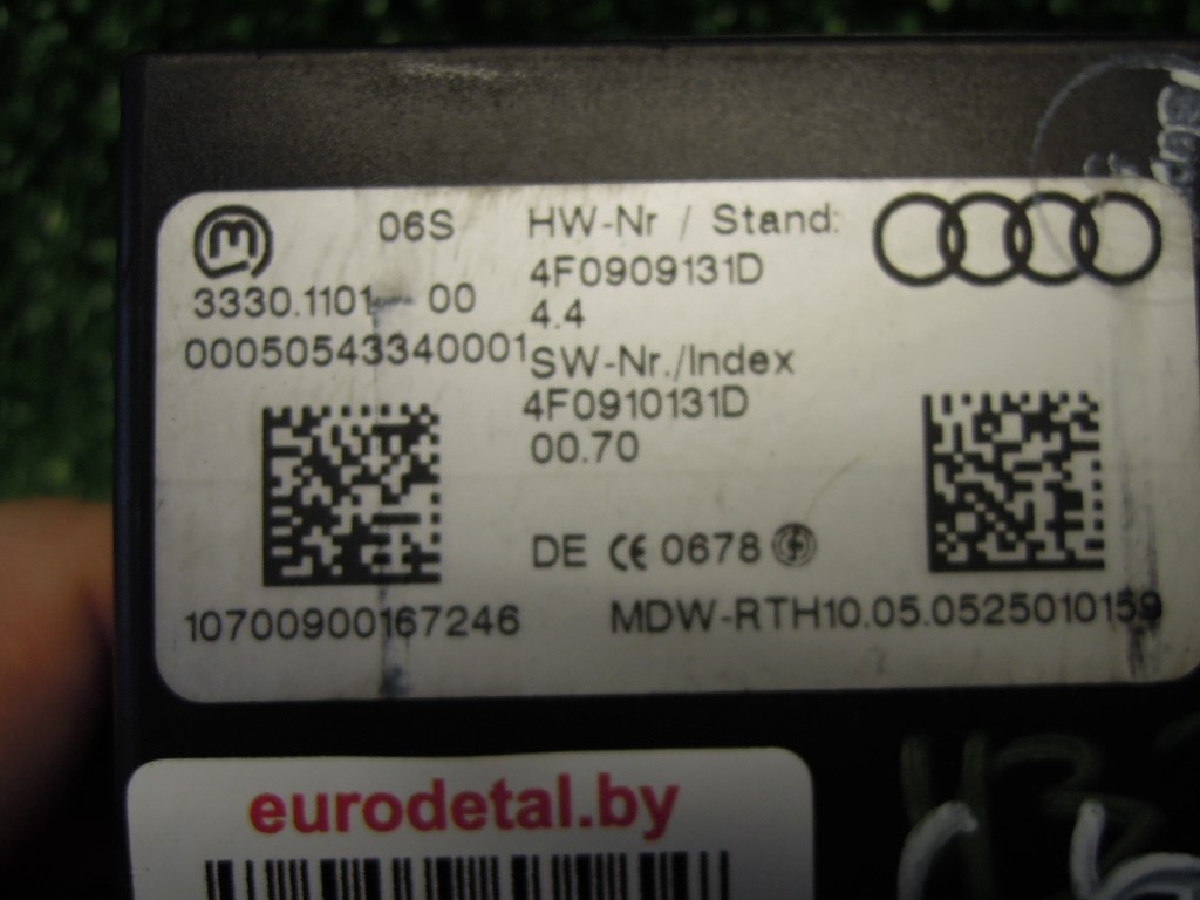 06S
3330.1101 00
00050543340001
HW-Nr / Stand:
4F0909131D
4.4
SW-Nr./Index
4F0910131D
00.70
DE CE 0678
10700900167246
MDW-RTH10.05.0525010159
eurodetal.by